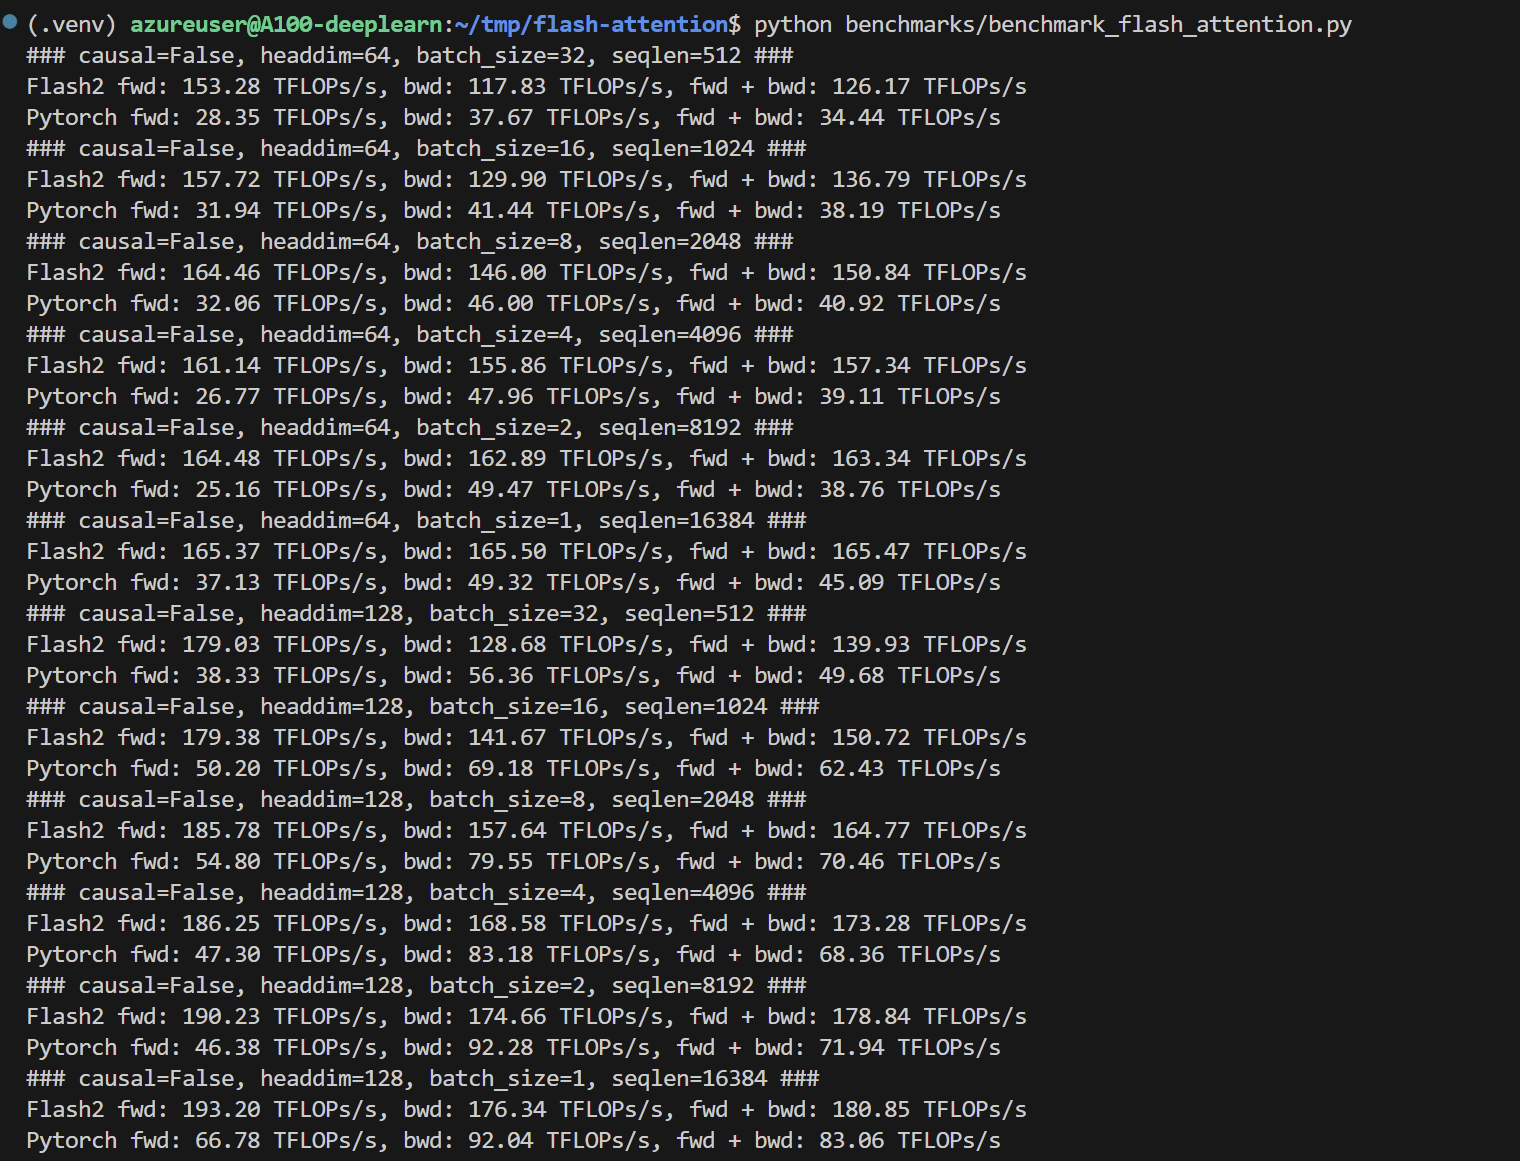 (.venv) azureuser@A100-deeplearn:~/tmp/flash-attention$ python benchmarks/benchmark_flash_attention.py
### causal=False, headdim=64, batch_size=32, seqlen=512 ###
Flash2 fwd: 153.28 TFLOPs/s, bwd: 117.83 TFLOPs/s, fwd + bwd: 126.17 TFLOPs/s
Pytorch fwd: 28.35 TFLOPs/s, bwd: 37.67 TFLOPs/s, fwd + bwd: 34.44 TFLOPs/s
### causal=False, headdim=64, batch_size=16, seqlen=1024 ###
Flash2 fwd: 157.72 TFLOPs/s, bwd: 129.90 TFLOPs/s, fwd + bwd: 136.79 TFLOPs/s
Pytorch fwd: 31.94 TFLOPs/s, bwd: 41.44 TFLOPs/s, fwd + bwd: 38.19 TFLOPs/s
### causal=False, headdim=64, batch_size=8, seqlen=2048 ###
Flash2 fwd: 164.46 TFLOPs/s, bwd: 146.00 TFLOPs/s, fwd + bwd: 150.84 TFLOPs/s
Pytorch fwd: 32.06 TFLOPs/s, bwd: 46.00 TFLOPs/s, fwd + bwd: 40.92 TFLOPs/s
### causal=False, headdim=64, batch_size=4, seqlen=4096 ###
Flash2 fwd: 161.14 TFLOPs/s, bwd: 155.86 TFLOPs/s, fwd + bwd: 157.34 TFLOPs/s
Pytorch fwd: 26.77 TFLOPs/s, bwd: 47.96 TFLOPs/s, fwd + bwd: 39.11 TFLOPs/s
### causal=False, headdim=64, batch_size=2, seqlen=8192 ###
Flash2 fwd: 164.48 TFLOPs/s, bwd: 162.89 TFLOPs/s, fwd + bwd: 163.34 TFLOPs/s
Pytorch fwd: 25.16 TFLOPs/s, bwd: 49.47 TFLOPs/s, fwd + bwd: 38.76 TFLOPs/s
### causal=False, headdim=64, batch_size=1, seqlen=16384 ###
Flash2 fwd: 165.37 TFLOPs/s, bwd: 165.50 TFLOPs/s, fwd + bwd: 165.47 TFLOPs/s
Pytorch fwd: 37.13 TFLOPs/s, bwd: 49.32 TFLOPs/s, fwd + bwd: 45.09 TFLOPs/s
### causal=False, headdim=128, batch_size=32, seqlen=512 ###
Flash2 fwd: 179.03 TFLOPs/s, bwd: 128.68 TFLOPs/s, fwd + bwd: 139.93 TFLOPs/s
Pytorch fwd: 38.33 TFLOPs/s, bwd: 56.36 TFLOPs/s, fwd + bwd: 49.68 TFLOPs/s
### causal=False, headdim=128, batch_size=16, seqlen=1024 ###
Flash2 fwd: 179.38 TFLOPs/s, bwd: 141.67 TFLOPs/s, fwd + bwd: 150.72 TFLOPs/s
Pytorch fwd: 50.20 TFLOPs/s, bwd: 69.18 TFLOPs/s, fwd + bwd: 62.43 TFLOPs/s
### causal=False, headdim=128, batch_size=8, seqlen=2048 ###
Flash2 fwd: 185.78 TFLOPs/s, bwd: 157.64 TFLOPs/s, fwd + bwd: 164.77 TFLOPs/s
Pytorch fwd: 54.80 TFLOPs/s, bwd: 79.55 TFLOPs/s, fwd + bwd: 70.46 TFLOPs/s
### causal=False, headdim=128, batch_size=4, seqlen=4096 ###
Flash2 fwd: 186.25 TFLOPs/s, bwd: 168.58 TFLOPs/s, fwd + bwd: 173.28 TFLOPs/s
Pytorch fwd: 47.30 TFLOPs/s, bwd: 83.18 TFLOPs/s, fwd + bwd: 68.36 TFLOPs/s
### causal=False, headdim=128, batch_size=2, seqlen=8192 ###
Flash2 fwd: 190.23 TFLOPs/s, bwd: 174.66 TFLOPs/s, fwd + bwd: 178.84 TFLOPs/s
Pytorch fwd: 46.38 TFLOPs/s, bwd: 92.28 TFLOPs/s, fwd + bwd: 71.94 TFLOPs/s
### causal=False, headdim=128, batch_size=1, seqlen=16384 ###
Flash2 fwd: 193.20 TFLOPs/s, bwd: 176.34 TFLOPs/s, fwd + bwd: 180.85 TFLOPs/s
Pytorch fwd: 66.78 TFLOPs/s, bwd: 92.04 TFLOPs/s, fwd + bwd: 83.06 TFLOPs/s